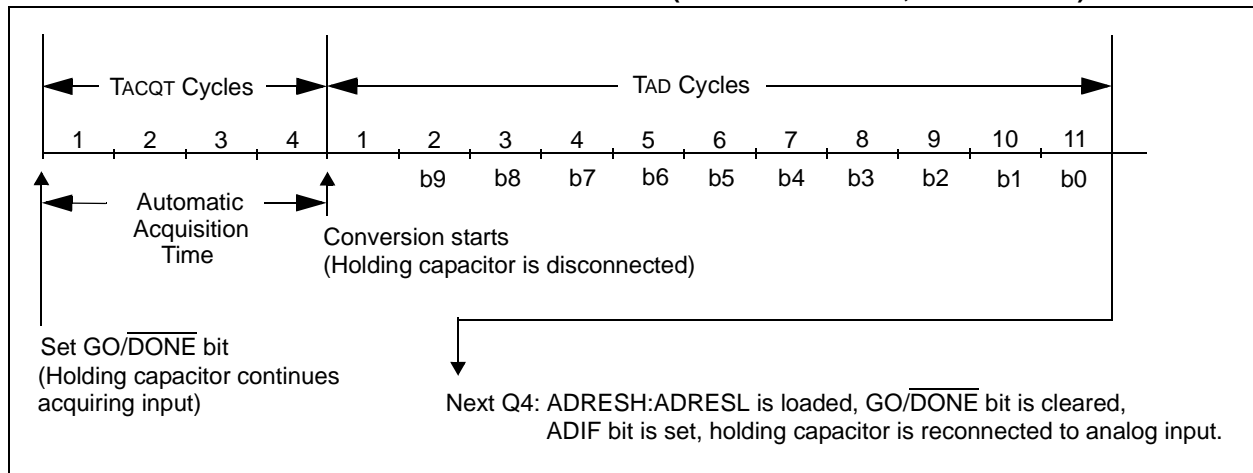 TACQT Cycles
TAD Cycles
1 2 3 4 1 2 3 4 5 6 7 8 9 10 11
b9 b8 b7 b6 b5 b4 b3 b2 b1 b0
Automatic
Acquisition
Time
Conversion starts
(Holding capacitor is disconnected)
Set GO/DONE bit
(Holding capacitor continues
acquiring input)
Next Q4: ADRESH:ADRESL is loaded, GO/DONE bit is cleared,
ADIF bit is set, holding capacitor is reconnected to analog input.